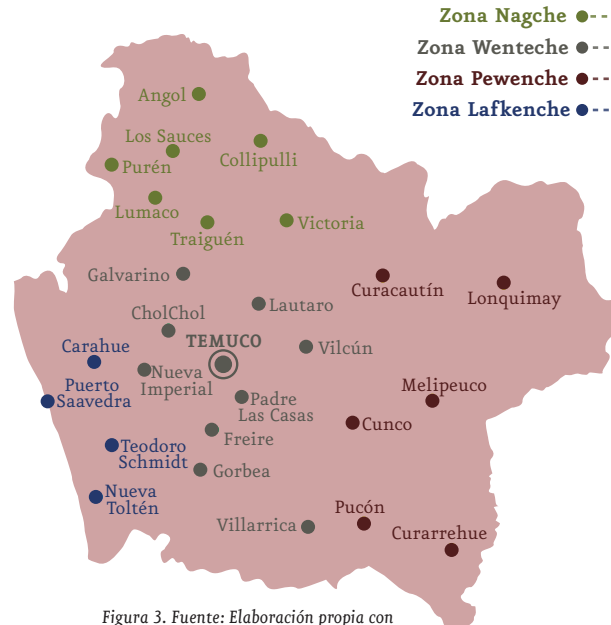 Zona Nagche
Zona Wenteche
Zona Pewenche
Zona Lafkenche
Angol
Los Sauces
Collipulli
Purén
Lumaco
Traiguén
Victoria
Galvarino
Curacautín
Lonquimay
CholChol
Lautaro
TEMUCO
Carahue
Vilcún
Nueva
Imperial
Puerto
Saavedra
Padre
Las Casas
Melipeuco
Cunco
Freire
Teodoro
Schmidt
Gorbea
Nueva
Toltén
Villarrica
Pucón
Curarrehue
Figura 3. Fuente: Elaboración propia con